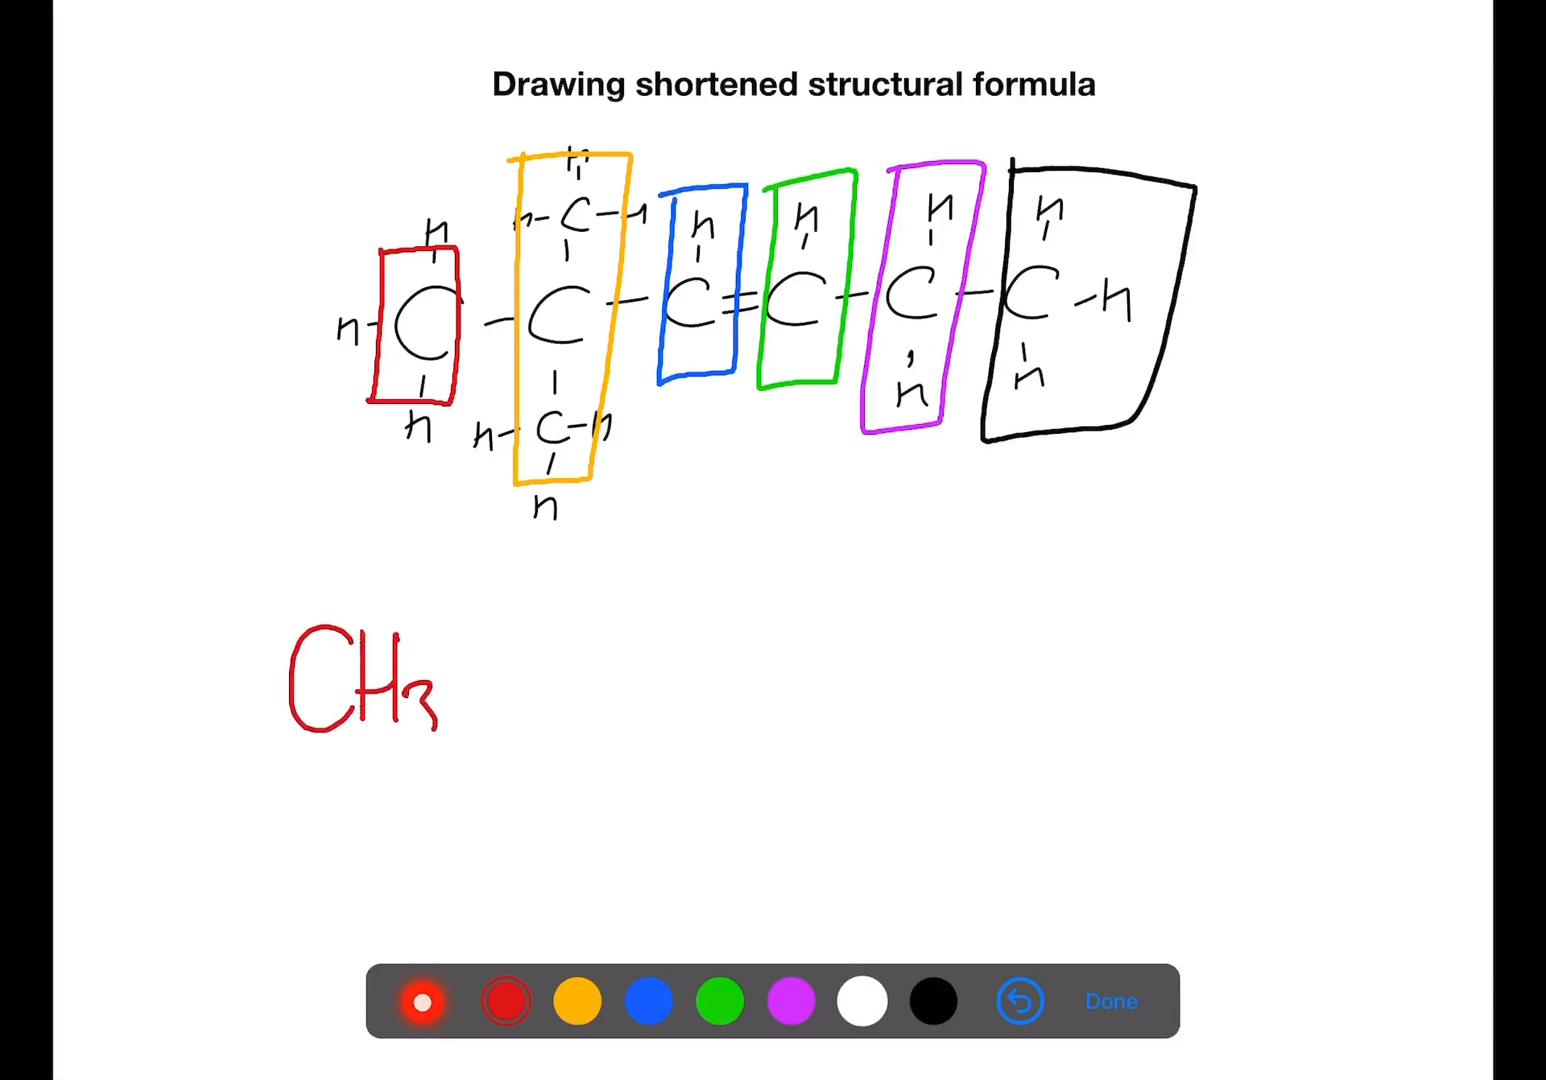 Drawing shortened structural formula
H
H-C-H
H H H H H
H-C-C-C=C-C-C-H
H H H
H-C-H
H
CH3
Done